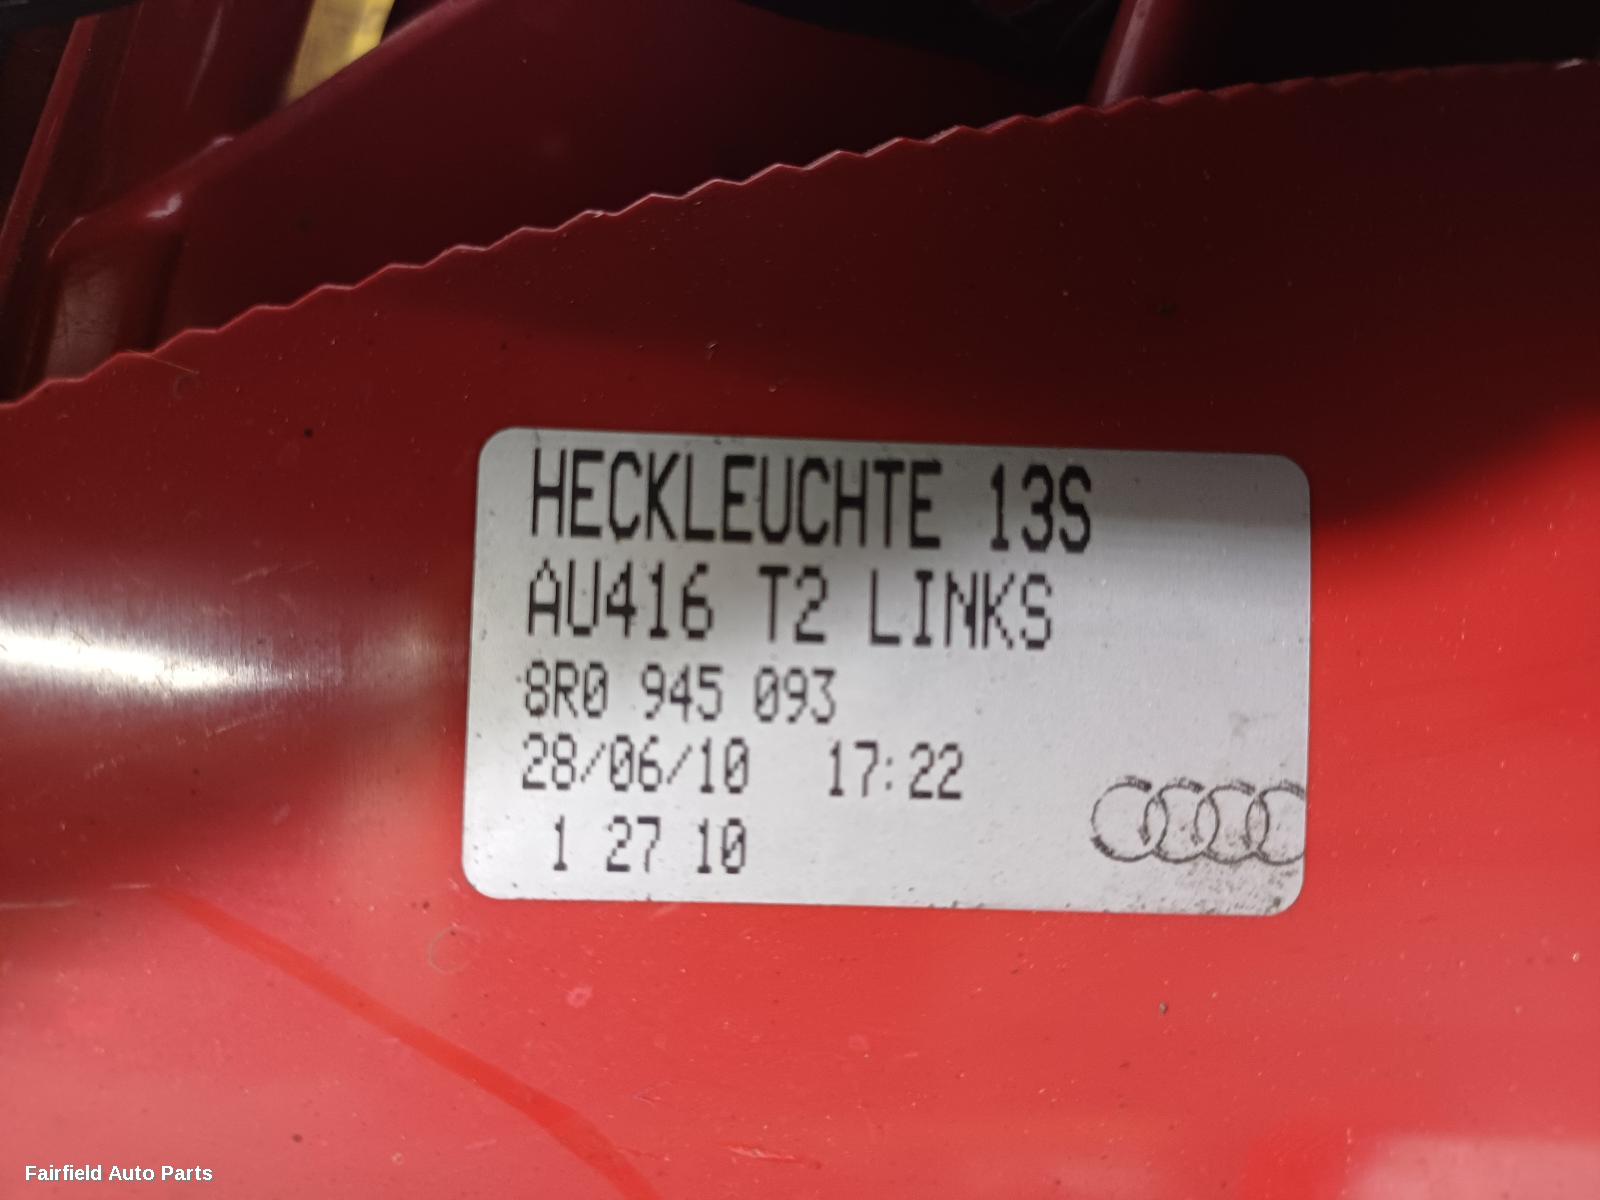 HECKLEUCHTE 13S
AU416 T2 LINKS
8R0 945 093
28/06/10 17:22
1 27 10
Fairfield Auto Parts